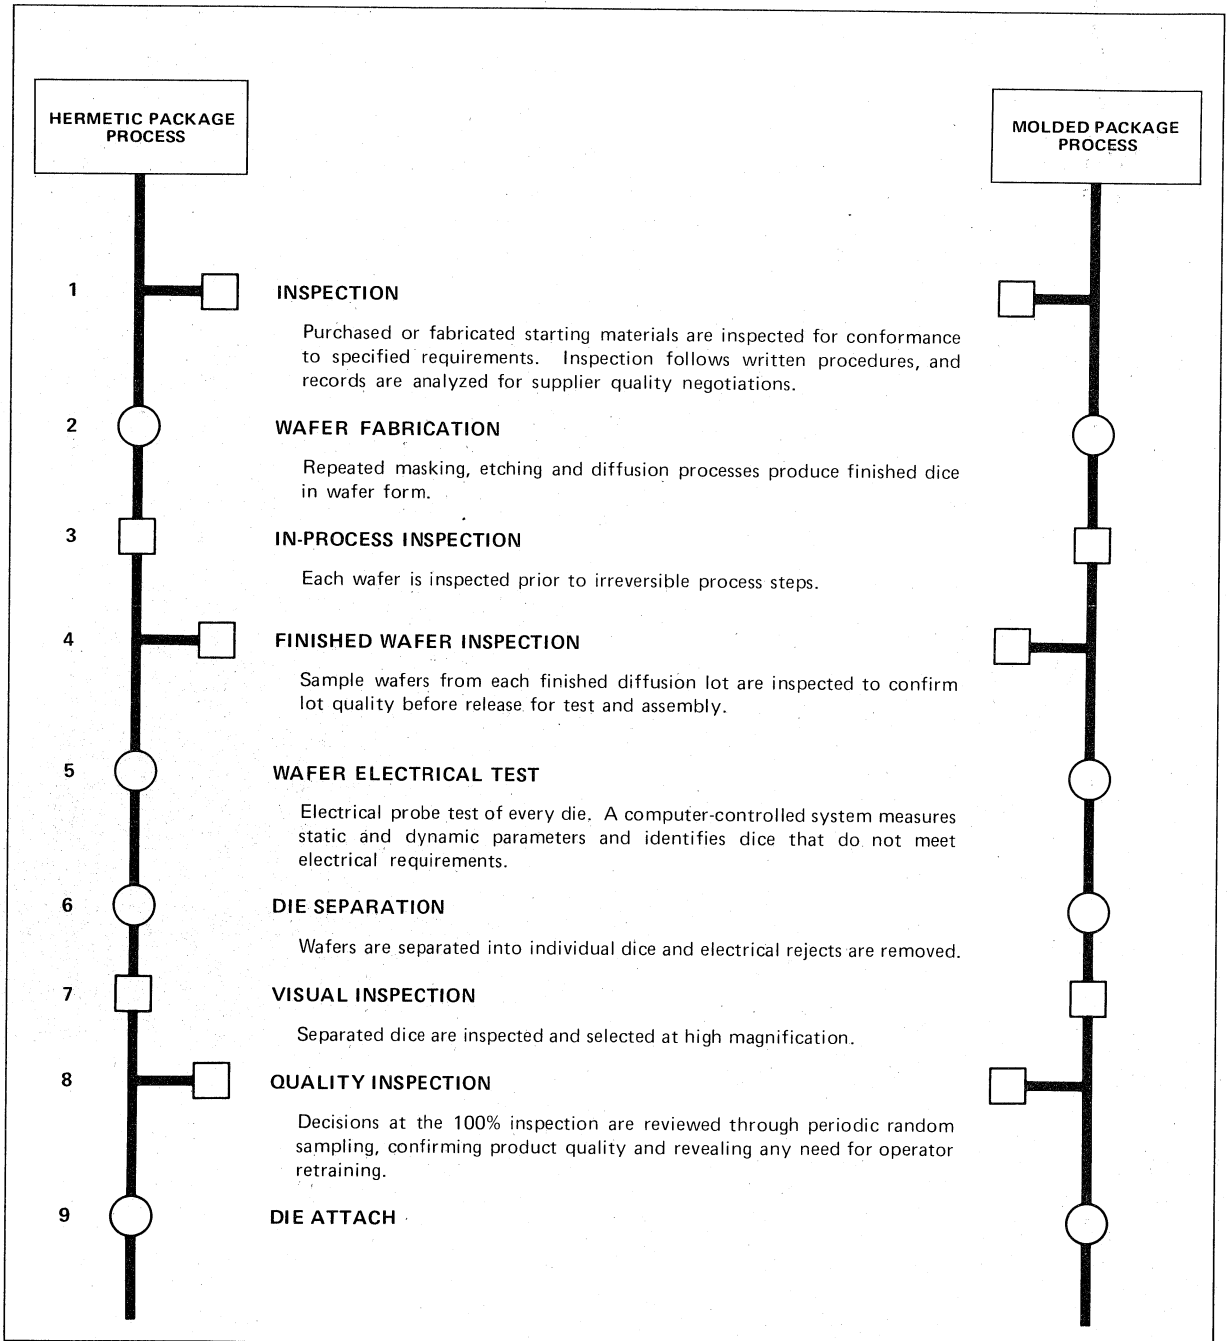 HERMETIC PACKAGE
PROCESS
MOLDED PACKAGE
PROCESS
1
INSPECTION
Purchased or fabricated starting materials are inspected for conformance
to specified requirements. Inspection follows written procedures, and
records are analyzed for supplier quality negotiations.
2
WAFER FABRICATION
Repeated masking, etching and diffusion processes produce finished dice
in wafer form.
3
IN-PROCESS INSPECTION
Each wafer is inspected prior to irreversible process steps.
4
FINISHED WAFER INSPECTION
Sample wafers from each finished diffusion lot are inspected to confirm
lot quality before release for test and assembly.
5
WAFER ELECTRICAL TEST
Electrical probe test of every die. A computer-controlled system measures
static and dynamic parameters and identifies dice that do not meet
electrical requirements.
6
DIE SEPARATION
Wafers are separated into individual dice and electrical rejects are removed.
7
VISUAL INSPECTION
Separated dice are inspected and selected at high magnification.
8
QUALITY INSPECTION
Decisions at the 100% inspection are reviewed through periodic random
sampling, confirming product quality and revealing any need for operator
retraining.
9
DIE ATTACH